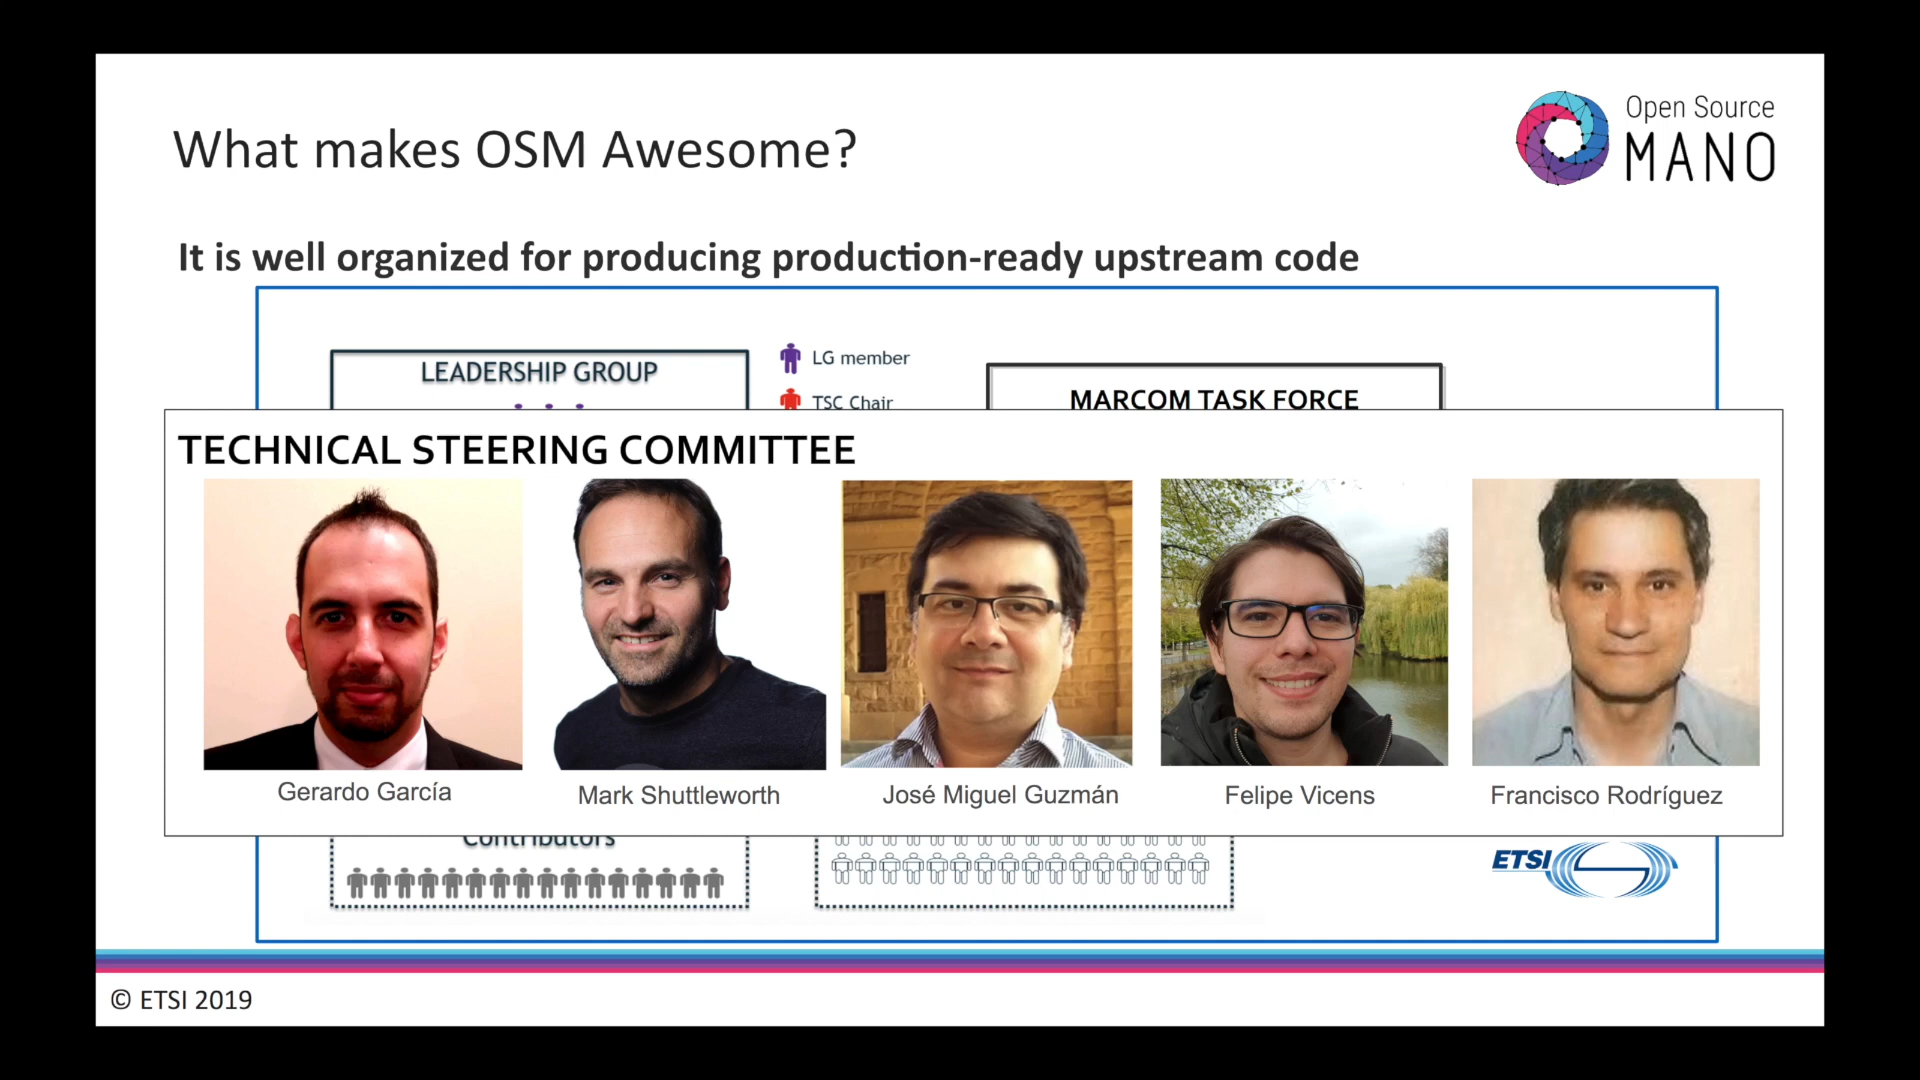 What makes OSM Awesome?
Open Source
MANO
It is well organized for producing production-ready upstream code
LEADERSHIP GROUP
LG member
TSC Chair
MARCOM TASK FORCE
TECHNICAL STEERING COMMITTEE
Gerardo García
Mark Shuttleworth
José Miguel Guzmán
Felipe Vicens
Francisco Rodríguez
Contributors
ETSI
© ETSI 2019